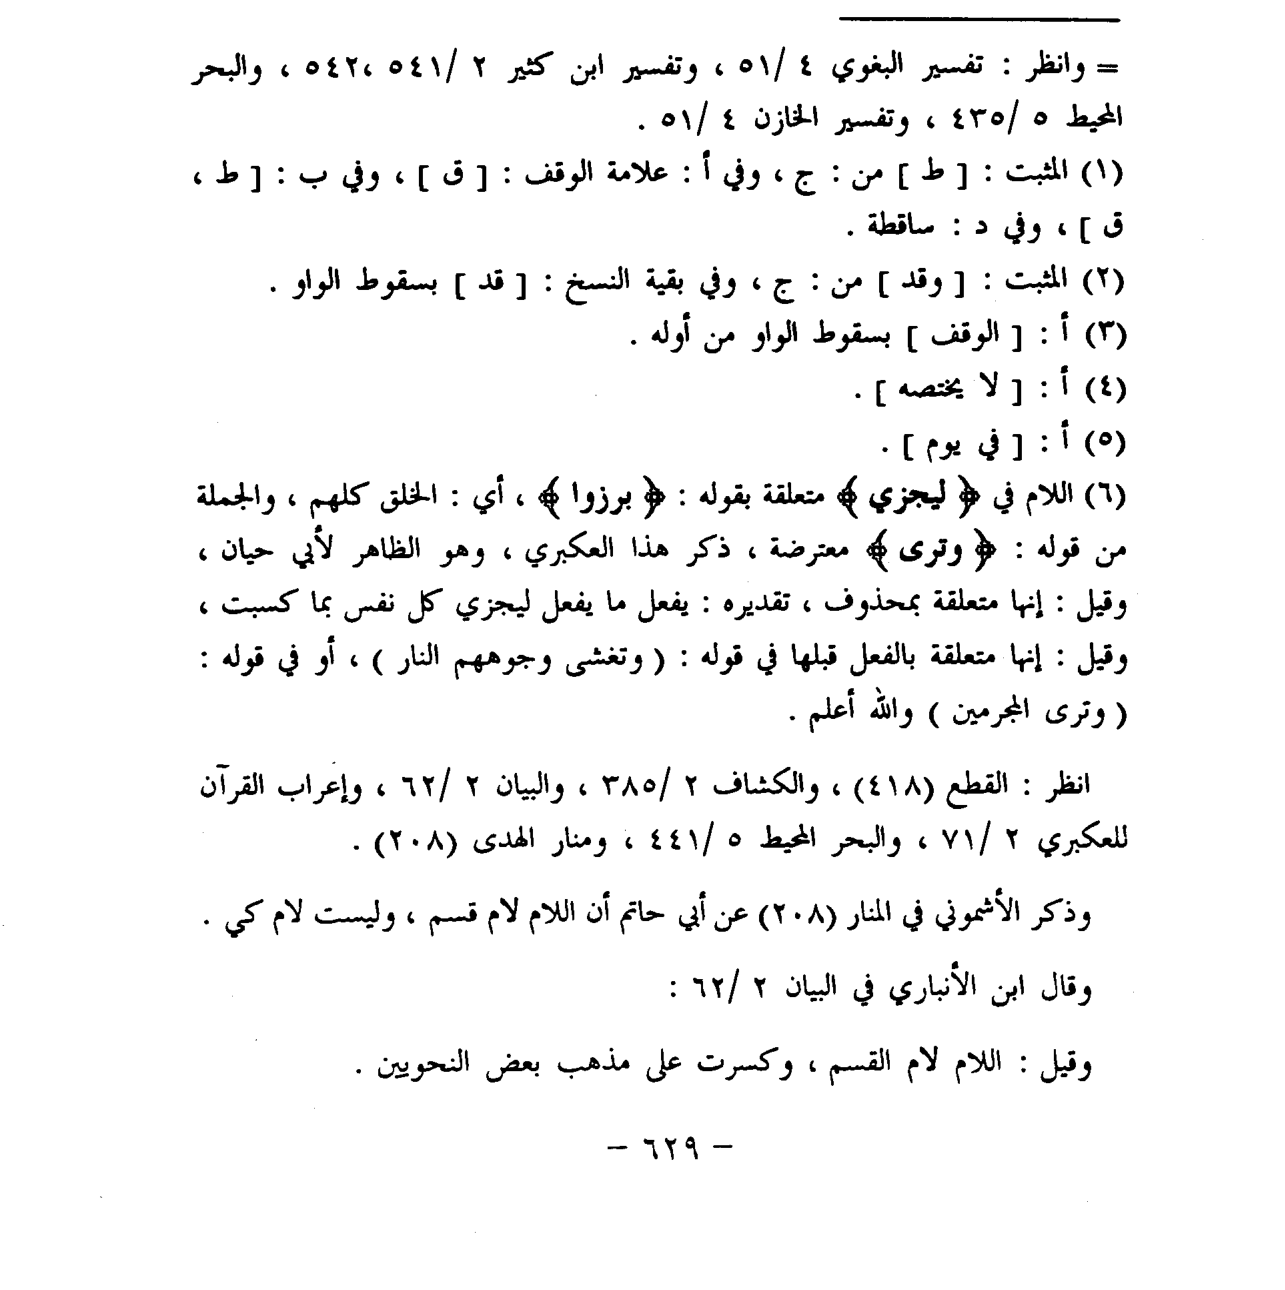 = وانظر : تفسير البغوي ٤ /٥١ ، وتفسير ابن كثير ٢ /٥٤١ ،٥٤٢ ، والبحر
المحيط ٥ /٤٣٥ ، وتفسير الخازن ٤ /٥١ .
(١) المثبت : [ ط ] من : ج ، وفي أ : علامة الوقف : [ ق ] ، وفي ب : [ ط ،
ق ] ، وفي د : ساقطة .
(٢) المثبت : [ وقد ] من : ج ، وفي بقية النسخ : [ قد ] بسقوط الواو .
(٣) أ : [ الوقف ] بسقوط الواو من أوله .
(٤) أ : [ لا يختصه ] .
(٥) أ : [ في يوم ] .
(٦) اللام في ﴿ ليجزي ﴾ متعلقة بقوله : ﴿ برزوا ﴾ ، أي : الخلق كلهم ، والجملة
من قوله : ﴿ وترى ﴾ معترضة ، ذكر هذا العكبري ، وهو الظاهر لأبي حيان ،
وقيل : إنها متعلقة بمحذوف ، تقديره : يفعل ما يفعل ليجزي كل نفس بما كسبت ،
وقيل : إنها متعلقة بالفعل قبلها في قوله : ( وتغشى وجوههم النار ) ، أو في قوله :
( وترى المجرمين ) والله أعلم .
انظر : القطع (٤١٨) ، والكشاف ٢ /٣٨٥ ، والبيان ٢ /٦٢ ، وإعراب القرآن
للعكبري ٢ /٧١ ، والبحر المحيط ٥ /٤٤١ ، ومنار الهدى (٢٠٨) .
وذكر الأشموني في المنار (٢٠٨) عن أبي حاتم أن اللام لام قسم ، وليست لام كي .
وقال ابن الأنباري في البيان ٢ /٦٢ :
وقيل : اللام لام القسم ، وكسرت على مذهب بعض النحويين .
– ٦٢٩ –